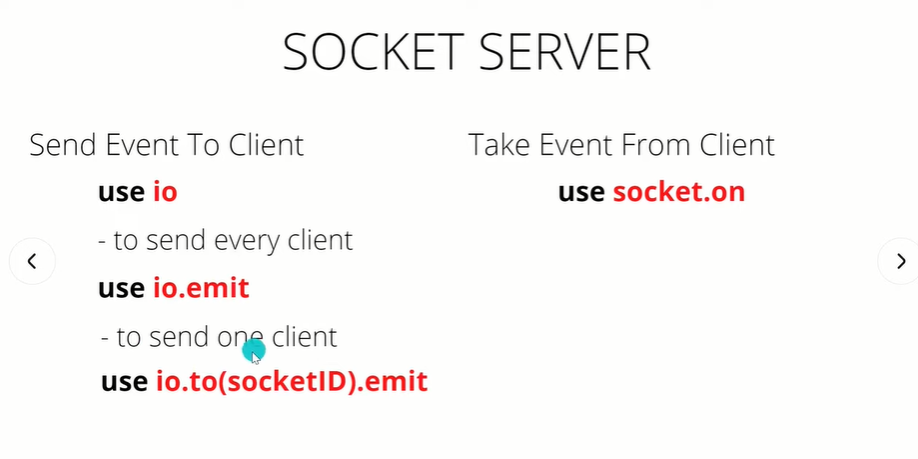 SOCKET SERVER
Send Event To Client
use io
- to send every client
use io.emit
- to send one client
use io.to(socketID).emit
Take Event From Client
use socket.on